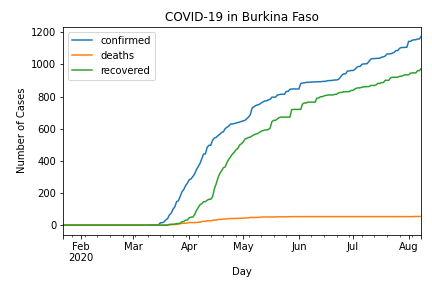 COVID-19 in Burkina Faso
confirmed
deaths
recovered
1200
1000
800
600
400
200
0
Number of Cases
Feb Mar Apr May Jun Jul Aug
2020
Day